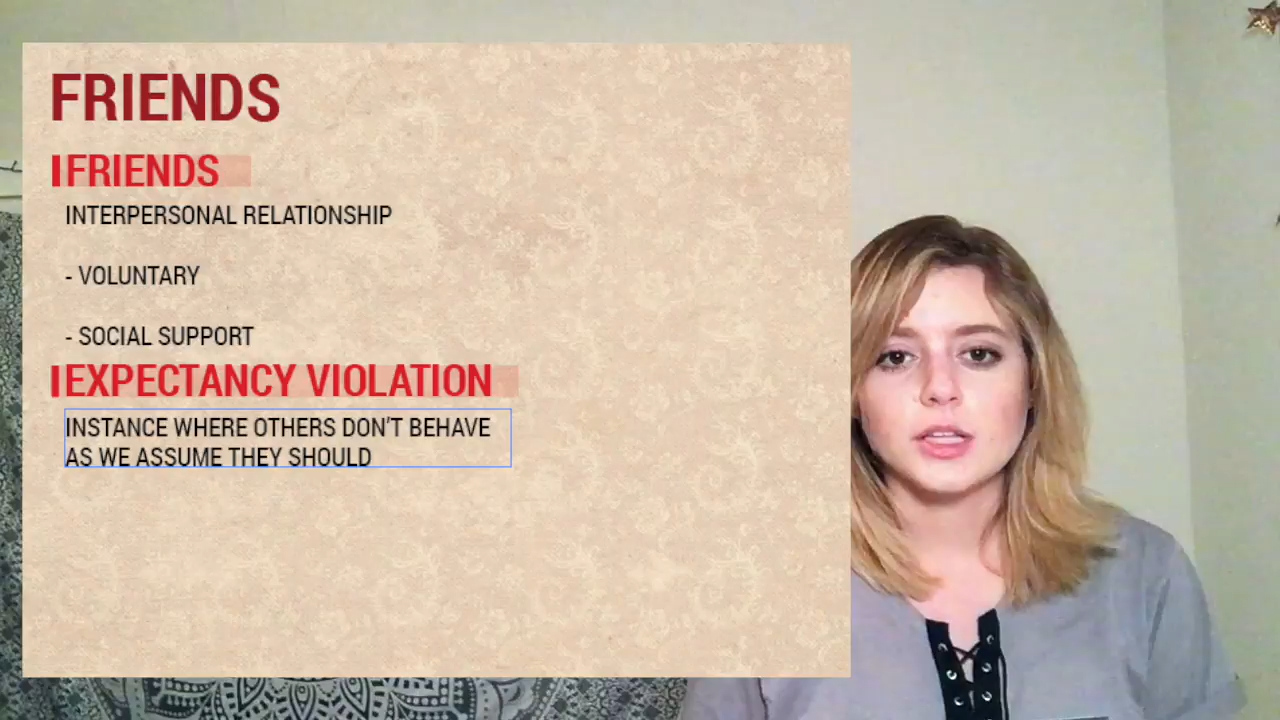 FRIENDS
FRIENDS
INTERPERSONAL RELATIONSHIP
- VOLUNTARY
- SOCIAL SUPPORT
EXPECTANCY VIOLATION
INSTANCE WHERE OTHERS DON'T BEHAVE
AS WE ASSUME THEY SHOULD